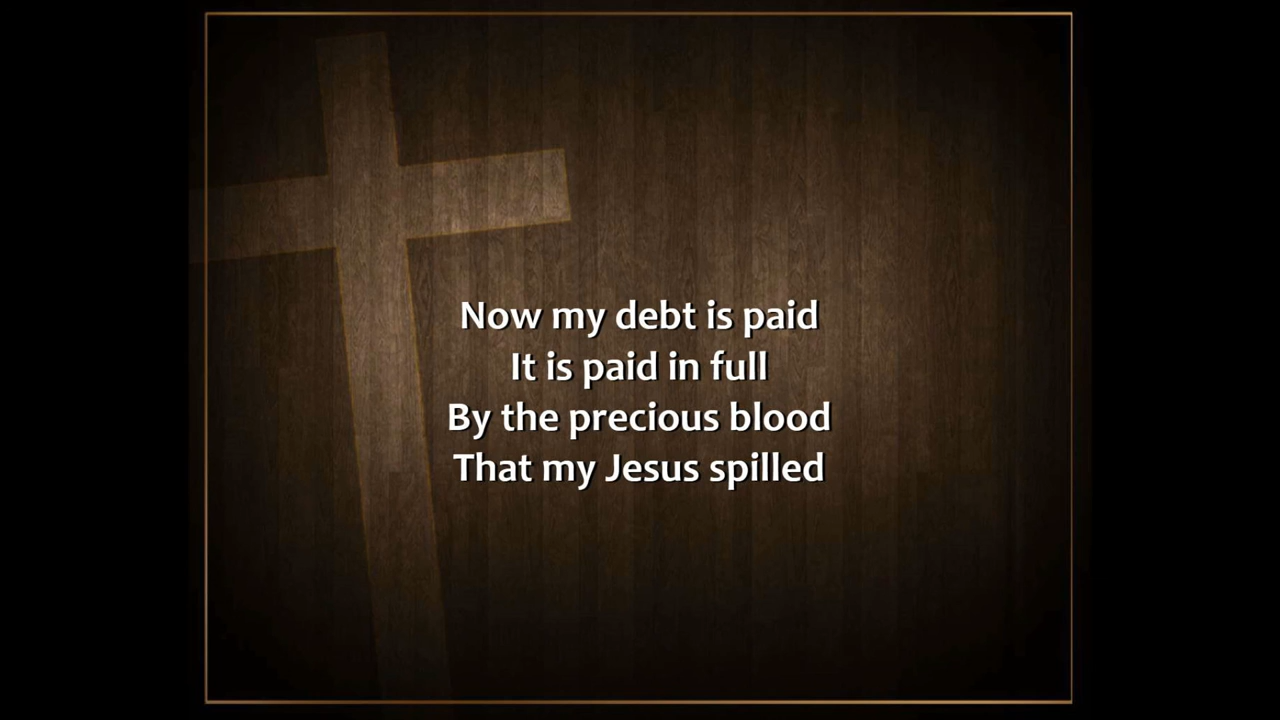 Now my debt is paid
It is paid in full
By the precious blood
That my Jesus spilled